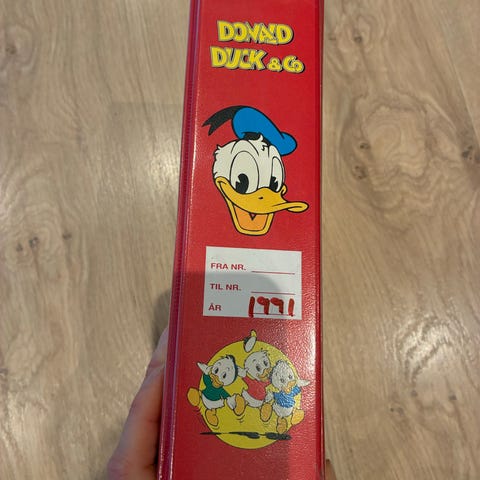 DONALD
DUCK & Co
FRA NR.
TIL NR.
ÅR 1991